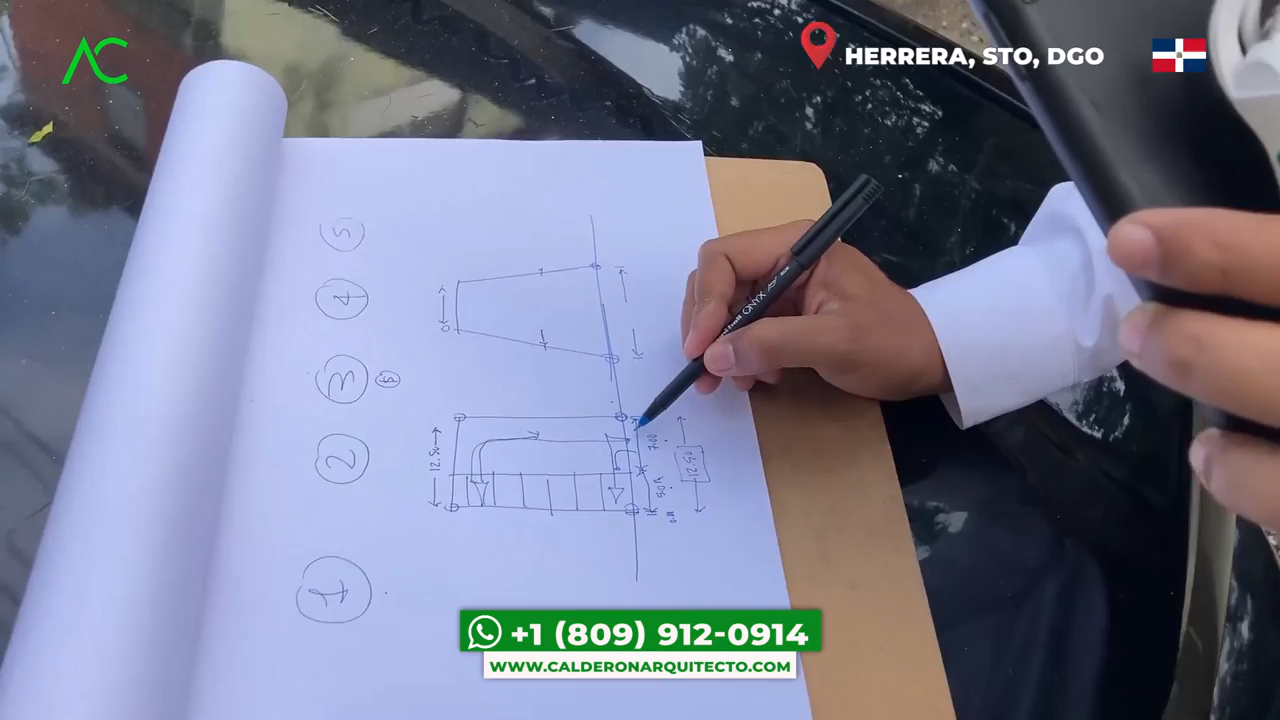 AC
HERRERA, STO, DGO
5
4
3
2
1
12.50
7.00
12.50
ONYX
+1 (809) 912-0914
WWW.CALDERONARQUITECTO.COM